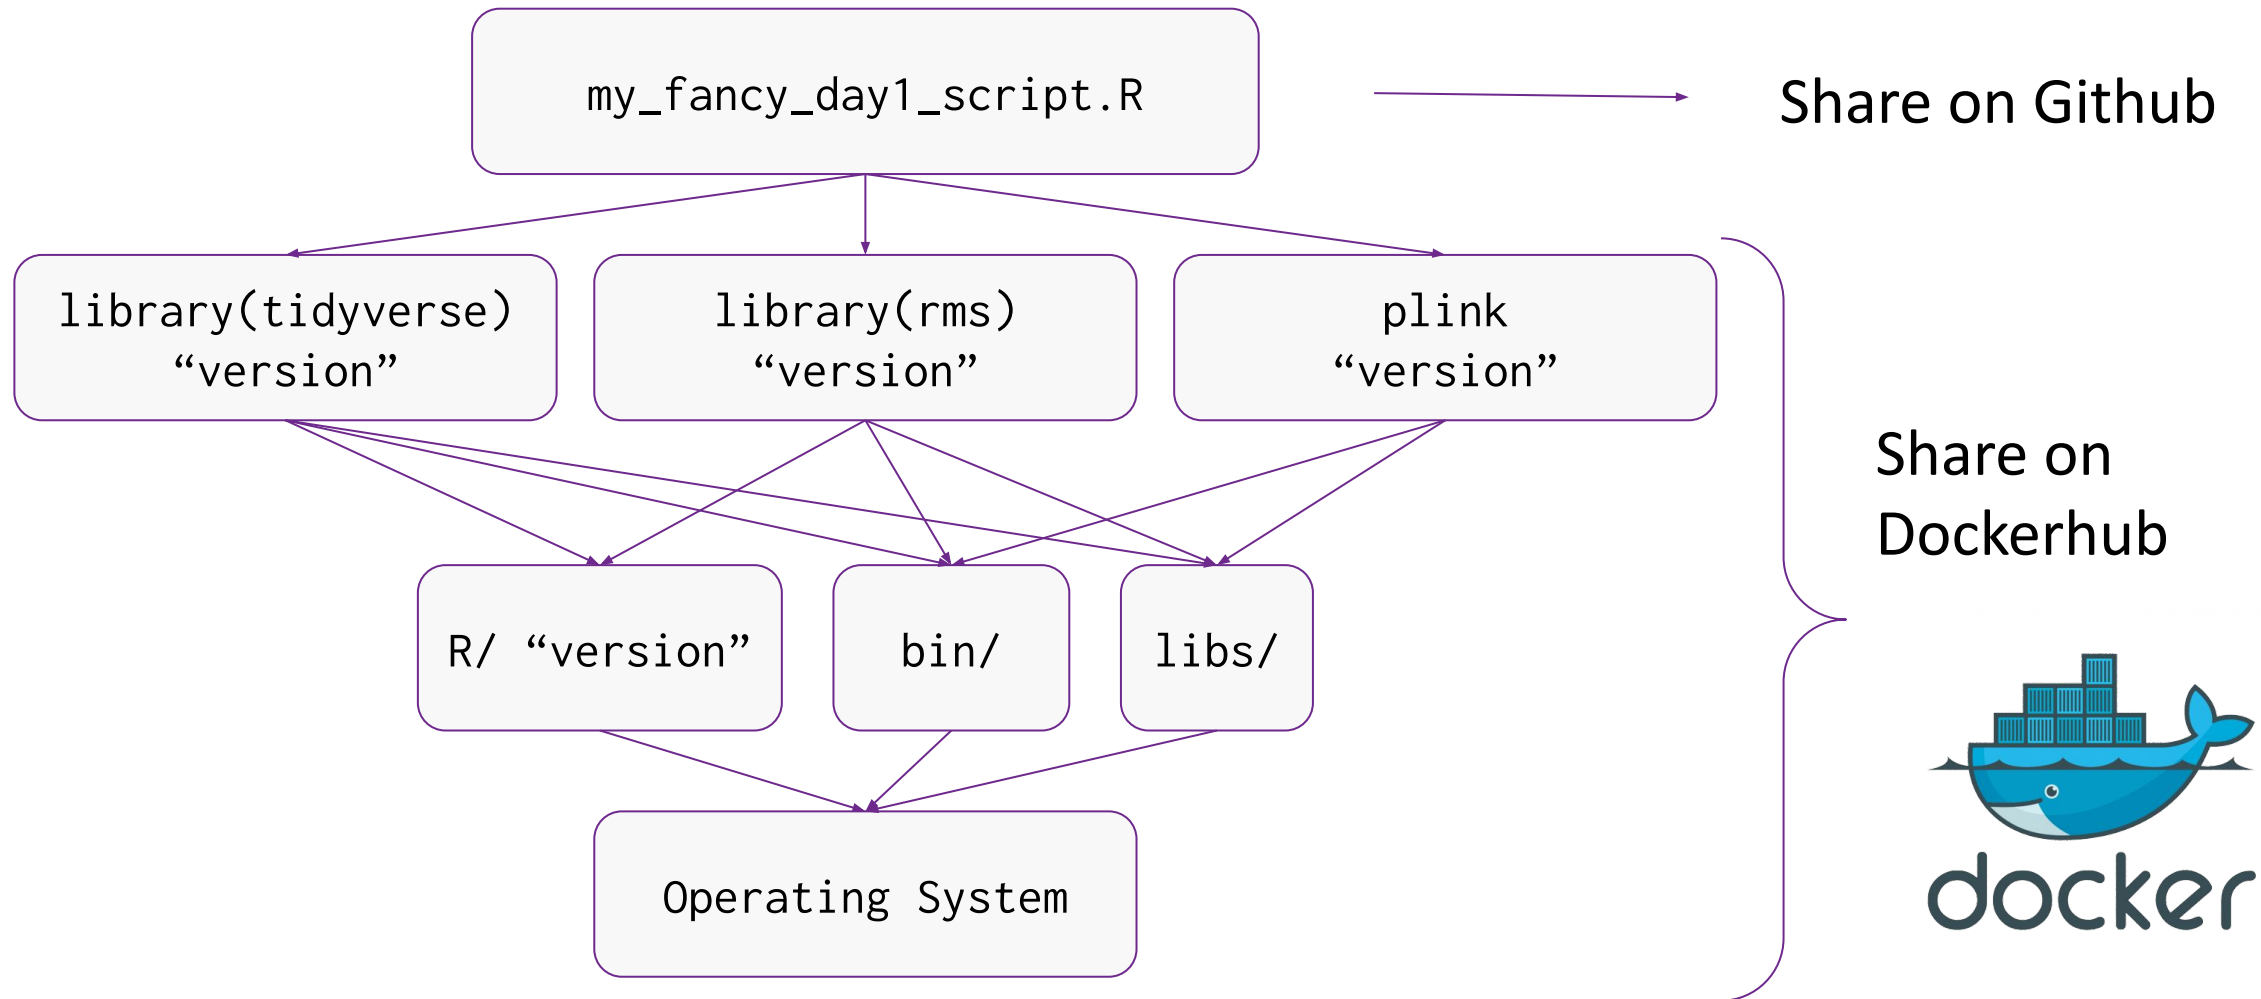 my_fancy_day1_script.R
Share on Github
library(tidyverse)
“version”
library(rms)
“version”
plink
“version”
Share on
Dockerhub
R/ “version”
bin/
libs/
Operating System
docker